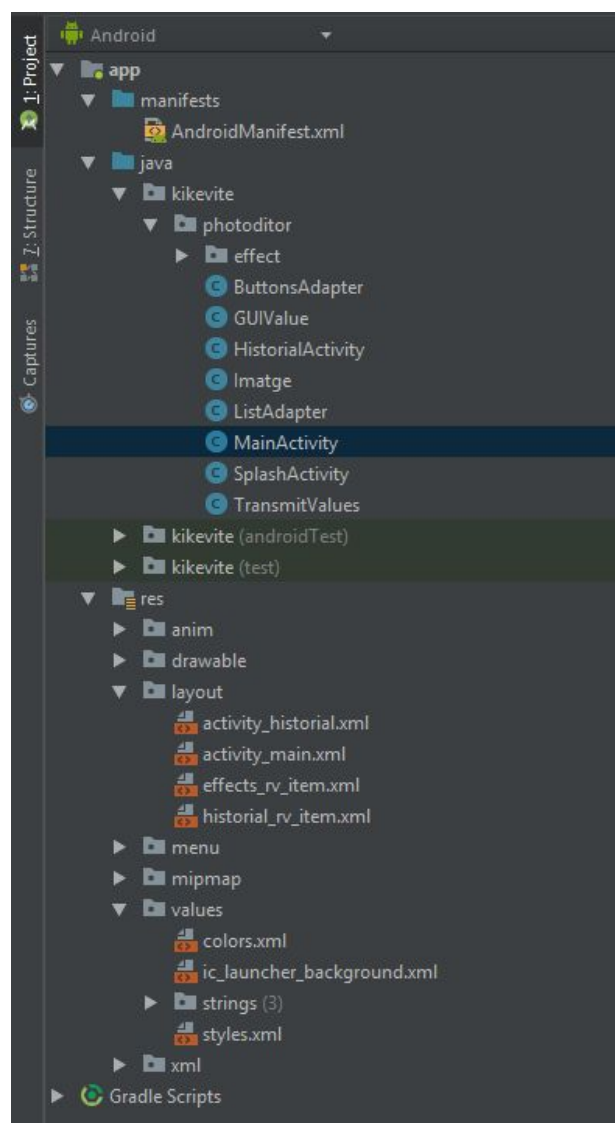 Android
1: Project
app
manifests
AndroidManifest.xml
java
7: Structure
kikevite
photoditor
effect
ButtonsAdapter
GUIValue
Captures
HistorialActivity
Imatge
ListAdapter
MainActivity
SplashActivity
TransmitValues
kikevite (androidTest)
kikevite (test)
res
anim
drawable
layout
activity_historial.xml
activity_main.xml
effects_rv_item.xml
historial_rv_item.xml
menu
mipmap
values
colors.xml
ic_launcher_background.xml
strings (3)
styles.xml
xml
Gradle Scripts